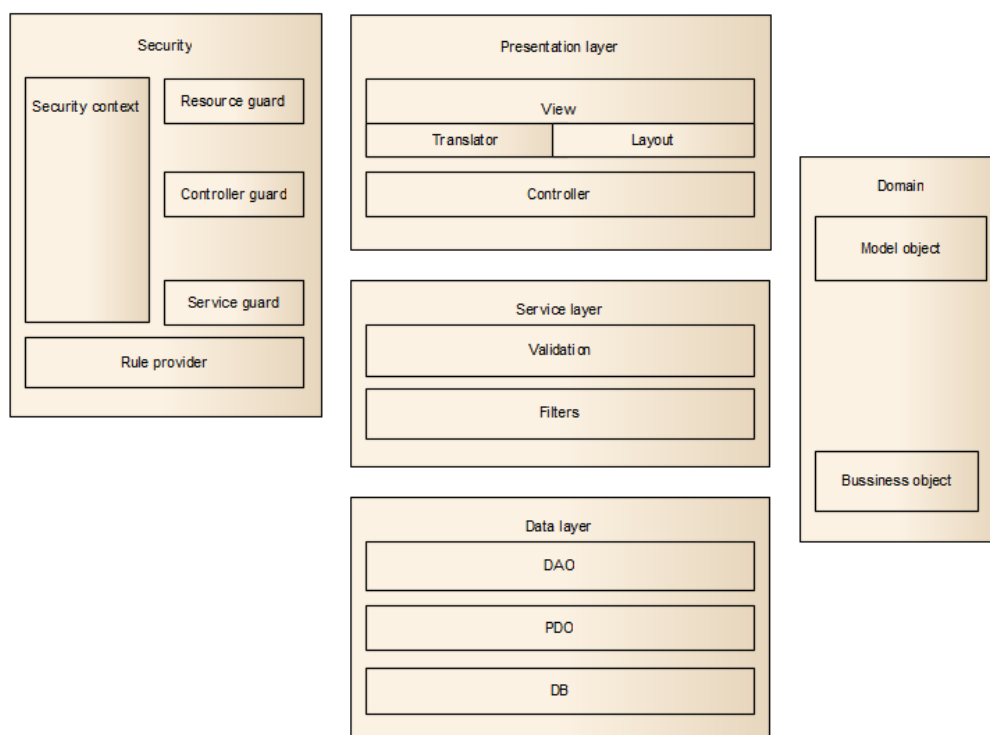 Security
Security context
Resource guard
Controller guard
Service guard
Rule provider
Presentation layer
View
Translator
Layout
Controller
Service layer
Validation
Filters
Data layer
DAO
PDO
DB
Domain
Model object
Bussiness object